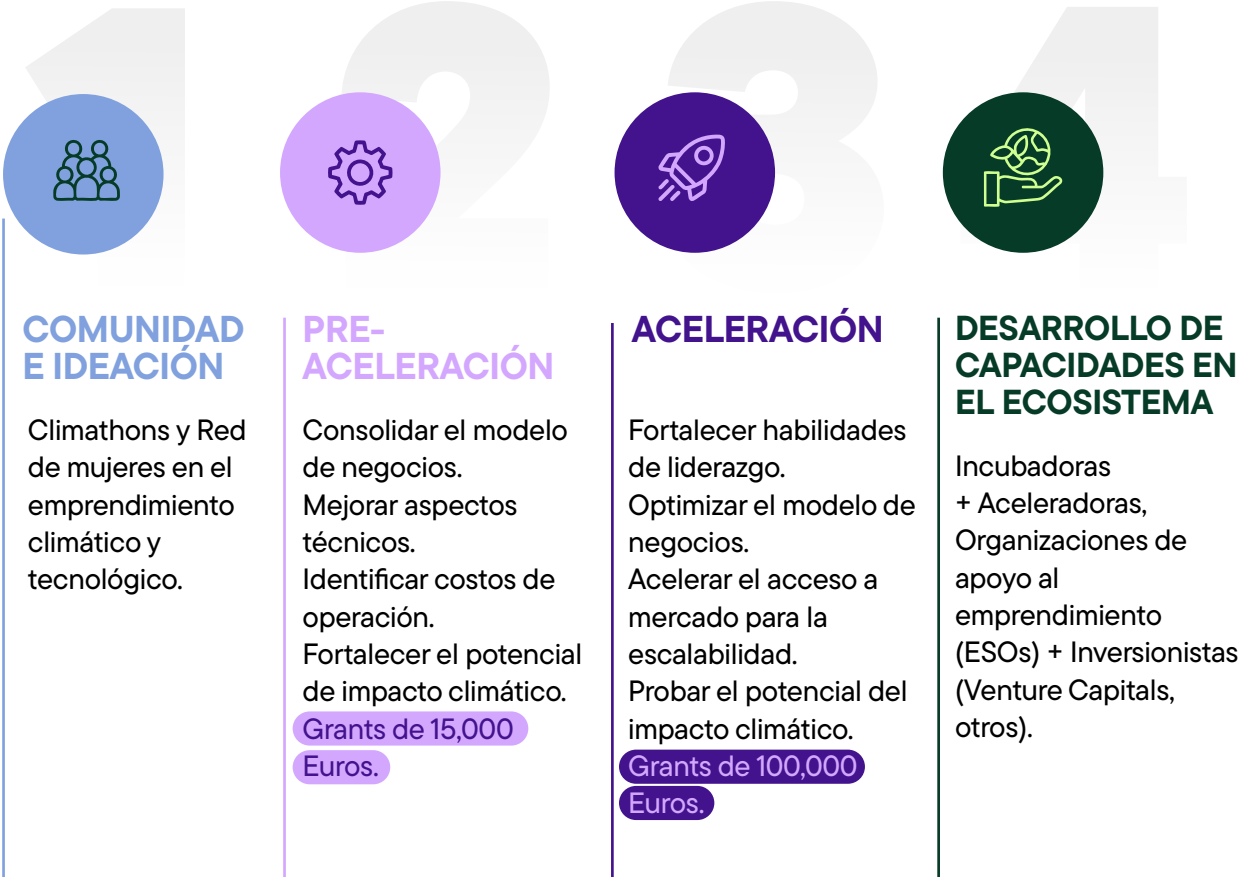 1
COMUNIDAD
E IDEACIÓN
Climathons y Red
de mujeres en el
emprendimiento
climático y
tecnológico.
2
PRE-
ACELERACIÓN
Consolidar el modelo
de negocios.
Mejorar aspectos
técnicos.
Identificar costos de
operación.
Fortalecer el potencial
de impacto climático.
Grants de 15,000
Euros.
3
ACELERACIÓN
Fortalecer habilidades
de liderazgo.
Optimizar el modelo de
negocios.
Acelerar el acceso a
mercado para la
escalabilidad.
Probar el potencial del
impacto climático.
Grants de 100,000
Euros.
4
DESARROLLO DE
CAPACIDADES EN
EL ECOSISTEMA
Incubadoras
+ Aceleradoras,
Organizaciones de
apoyo al
emprendimiento
(ESOs) + Inversionistas
(Venture Capitals,
otros).